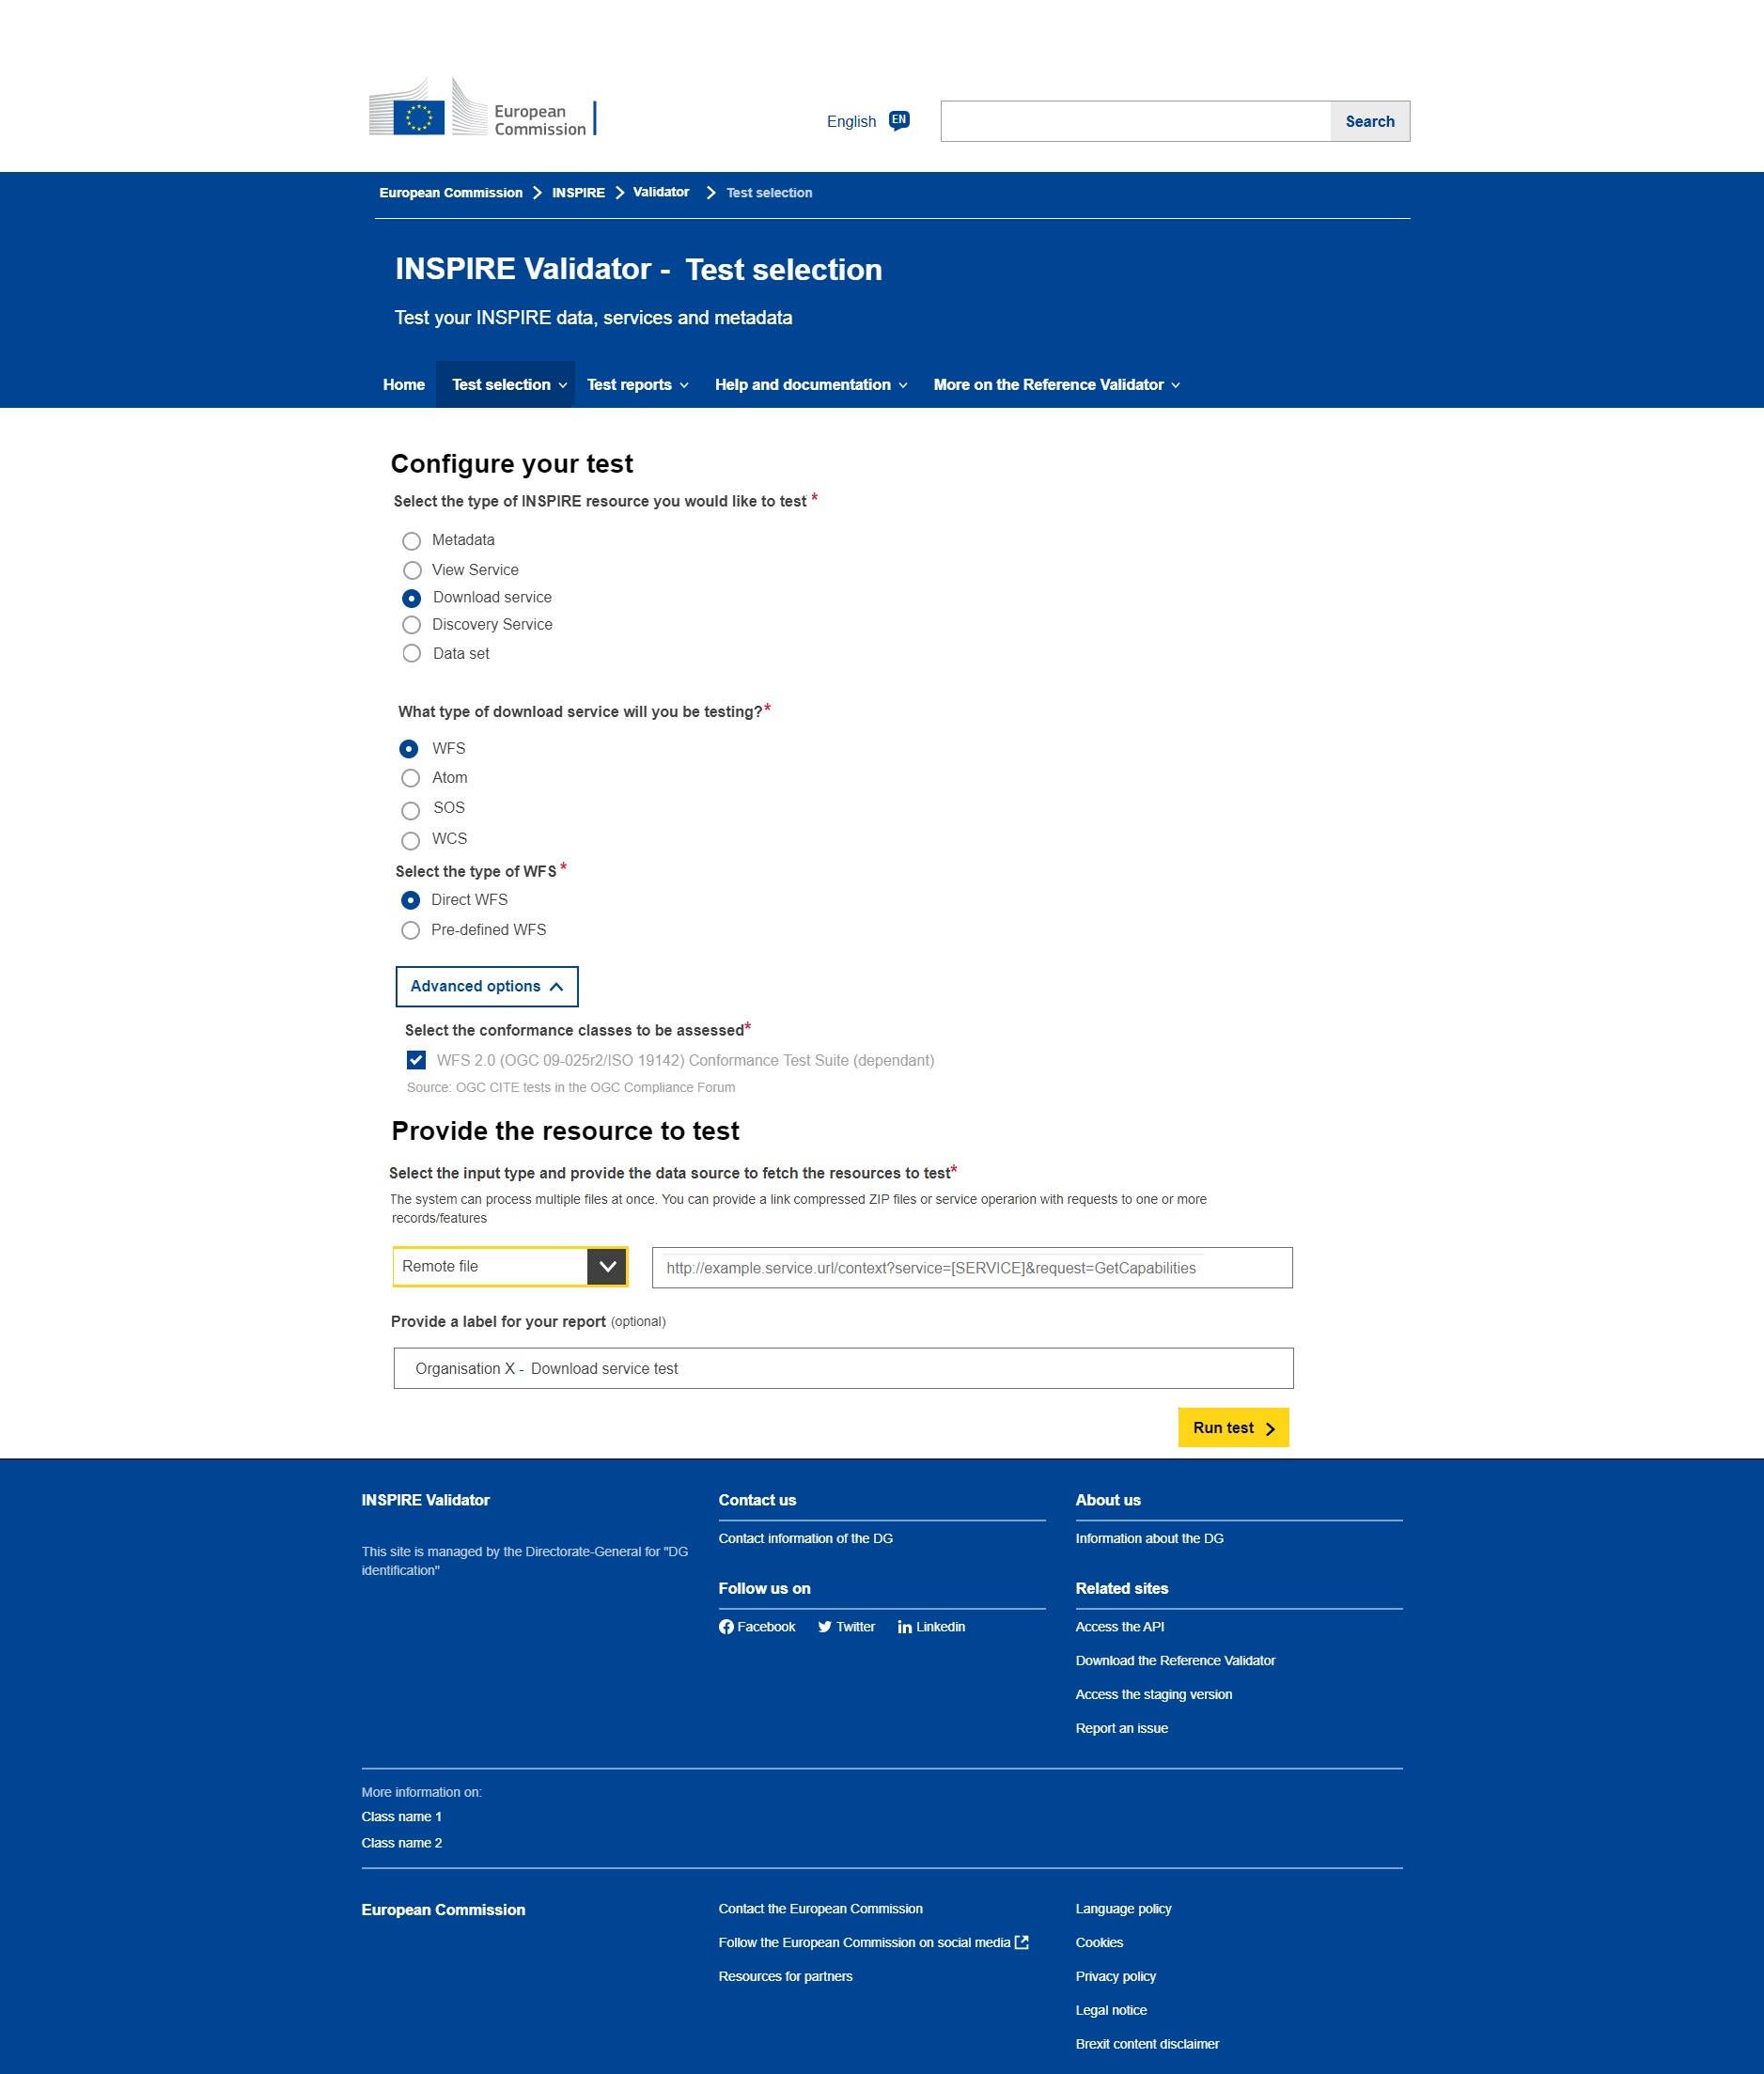 European
Commission
English EN
Search
European Commission INSPIRE Validator Test selection
INSPIRE Validator - Test selection
Test your INSPIRE data, services and metadata
Home Test selection Test reports Help and documentation More on the Reference Validator
Configure your test
Select the type of INSPIRE resource you would like to test *
Metadata
View Service
Download service
Discovery Service
Data set
What type of download service will you be testing?*
WFS
Atom
SOS
WCS
Select the type of WFS *
Direct WFS
Pre-defined WFS
Advanced options
Select the conformance classes to be assessed*
WFS 2.0 (OGC 09-025r2/ISO 19142) Conformance Test Suite (dependant)
Source: OGC CITE tests in the OGC Compliance Forum
Provide the resource to test
Select the input type and provide the data source to fetch the resources to test*
The system can process multiple files at once. You can provide a link compressed ZIP files or service operarion with requests to one or more
records/features
Remote file http://example.service.url/context?service=[SERVICE]&request=GetCapabilities
Provide a label for your report (optional)
Organisation X - Download service test
Run test
INSPIRE Validator
This site is managed by the Directorate-General for "DG
identification"
Contact us
Contact information of the DG
Follow us on
Facebook Twitter Linkedin
About us
Information about the DG
Related sites
Access the API
Download the Reference Validator
Access the staging version
Report an issue
More information on:
Class name 1
Class name 2
European Commission
Contact the European Commission
Follow the European Commission on social media
Resources for partners
Language policy
Cookies
Privacy policy
Legal notice
Brexit content disclaimer